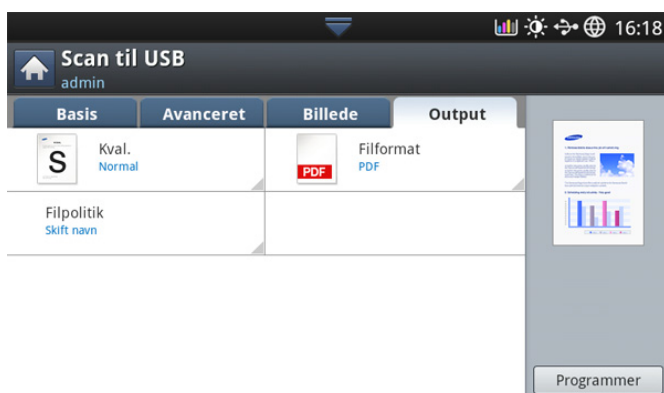 16:18
Scan til USB
admin
Basis
Avanceret
Billede
Output
S
Kval.
Normal
PDF
Filformat
PDF
Filpolitik
Skift navn
Programmer